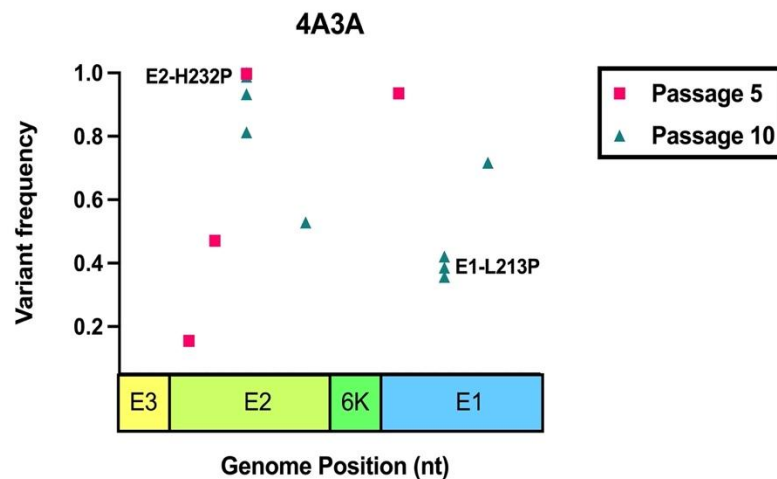 4A3A
E2-H232P
E1-L213P
Variant frequency
1.0
0.8
0.6
0.4
0.2
E3 E2 6K E1
Genome Position (nt)
Passage 5
Passage 10